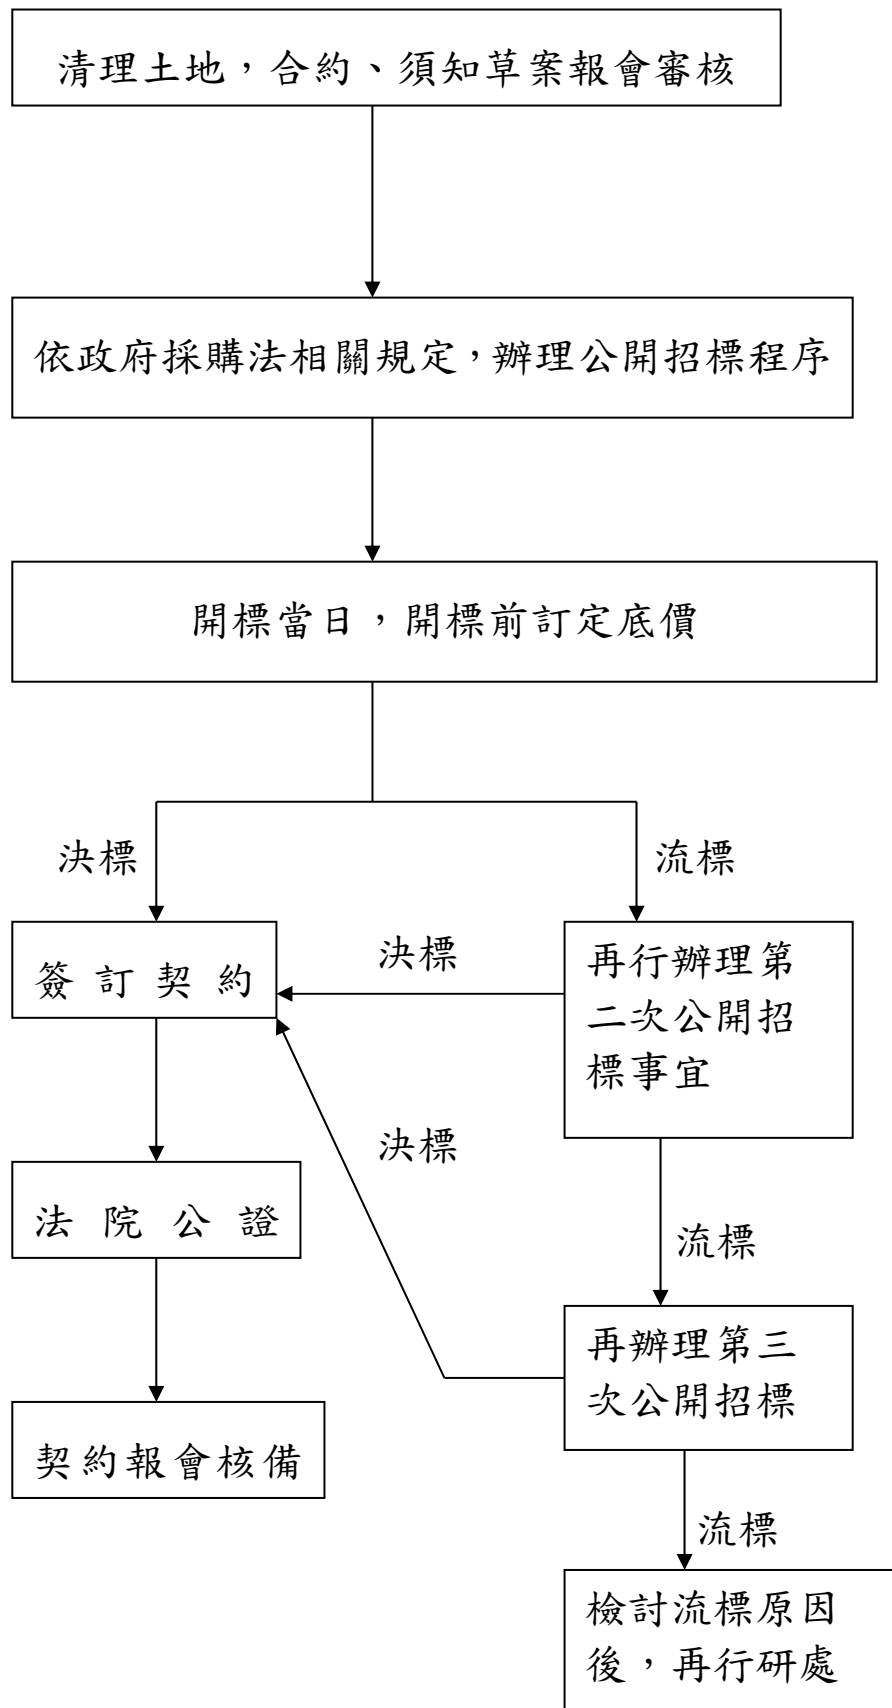 清理土地，合約、須知草案報會審核
依政府採購法相關規定，辦理公開招標程序
開標當日，開標前訂定底價
決標
流標
簽訂契約
決標
再行辦理第
二次公開招
標事宜
決標
法院公證
流標
再辦理第三
次公開招標
契約報會核備
流標
檢討流標原因
後，再行研處